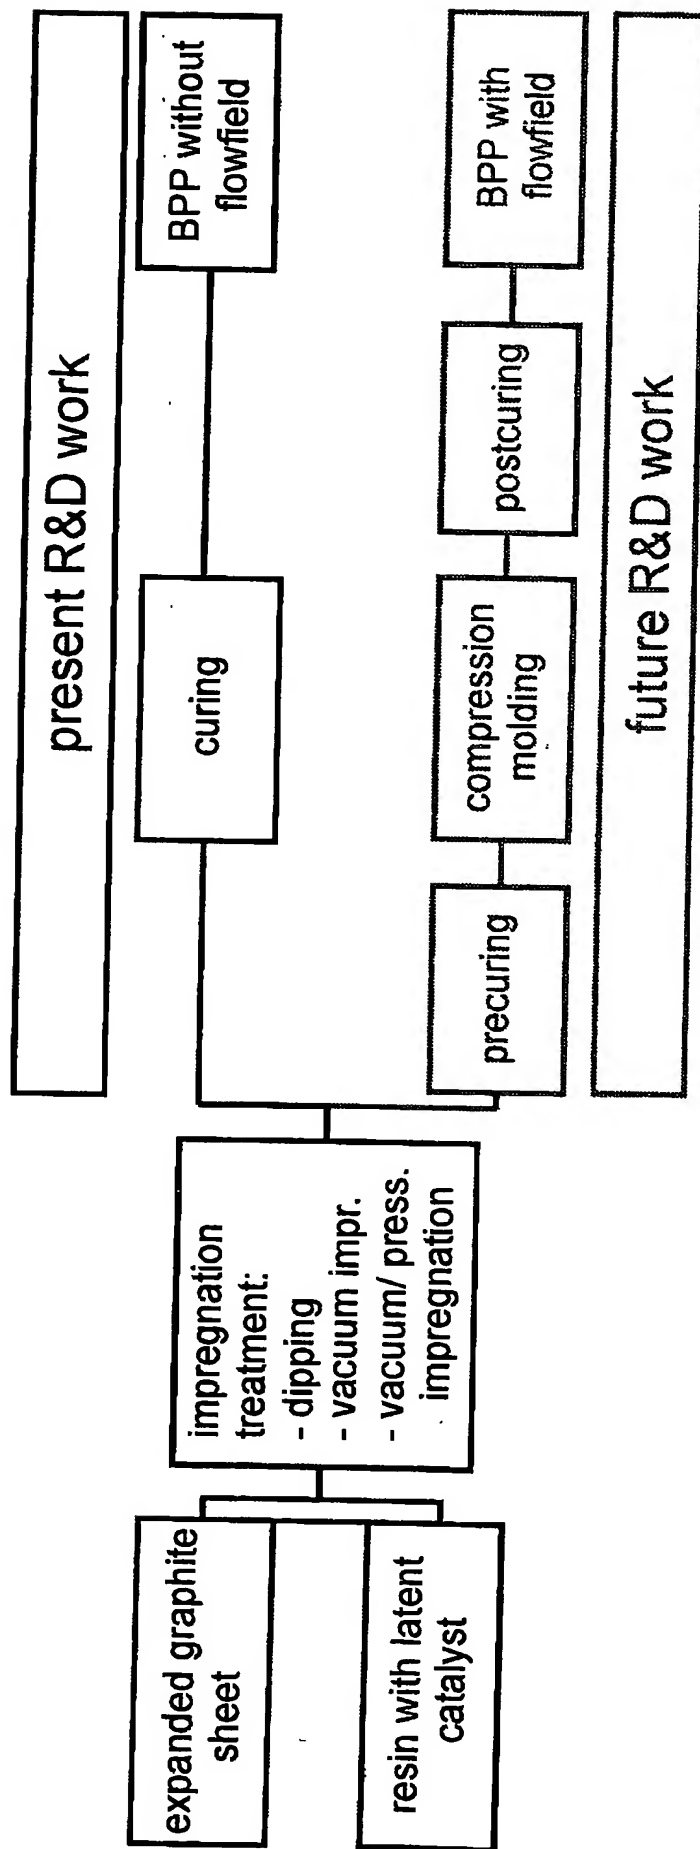 expanded graphite
sheet
resin with latent
catalyst
impregnation
treatment:
- dipping
- vacuum impr.
- vacuum/ press.
impregnation
present R&D work
curing
BPP without
flowfield
precuring
compression
molding
postcuring
BPP with
flowfield
future R&D work